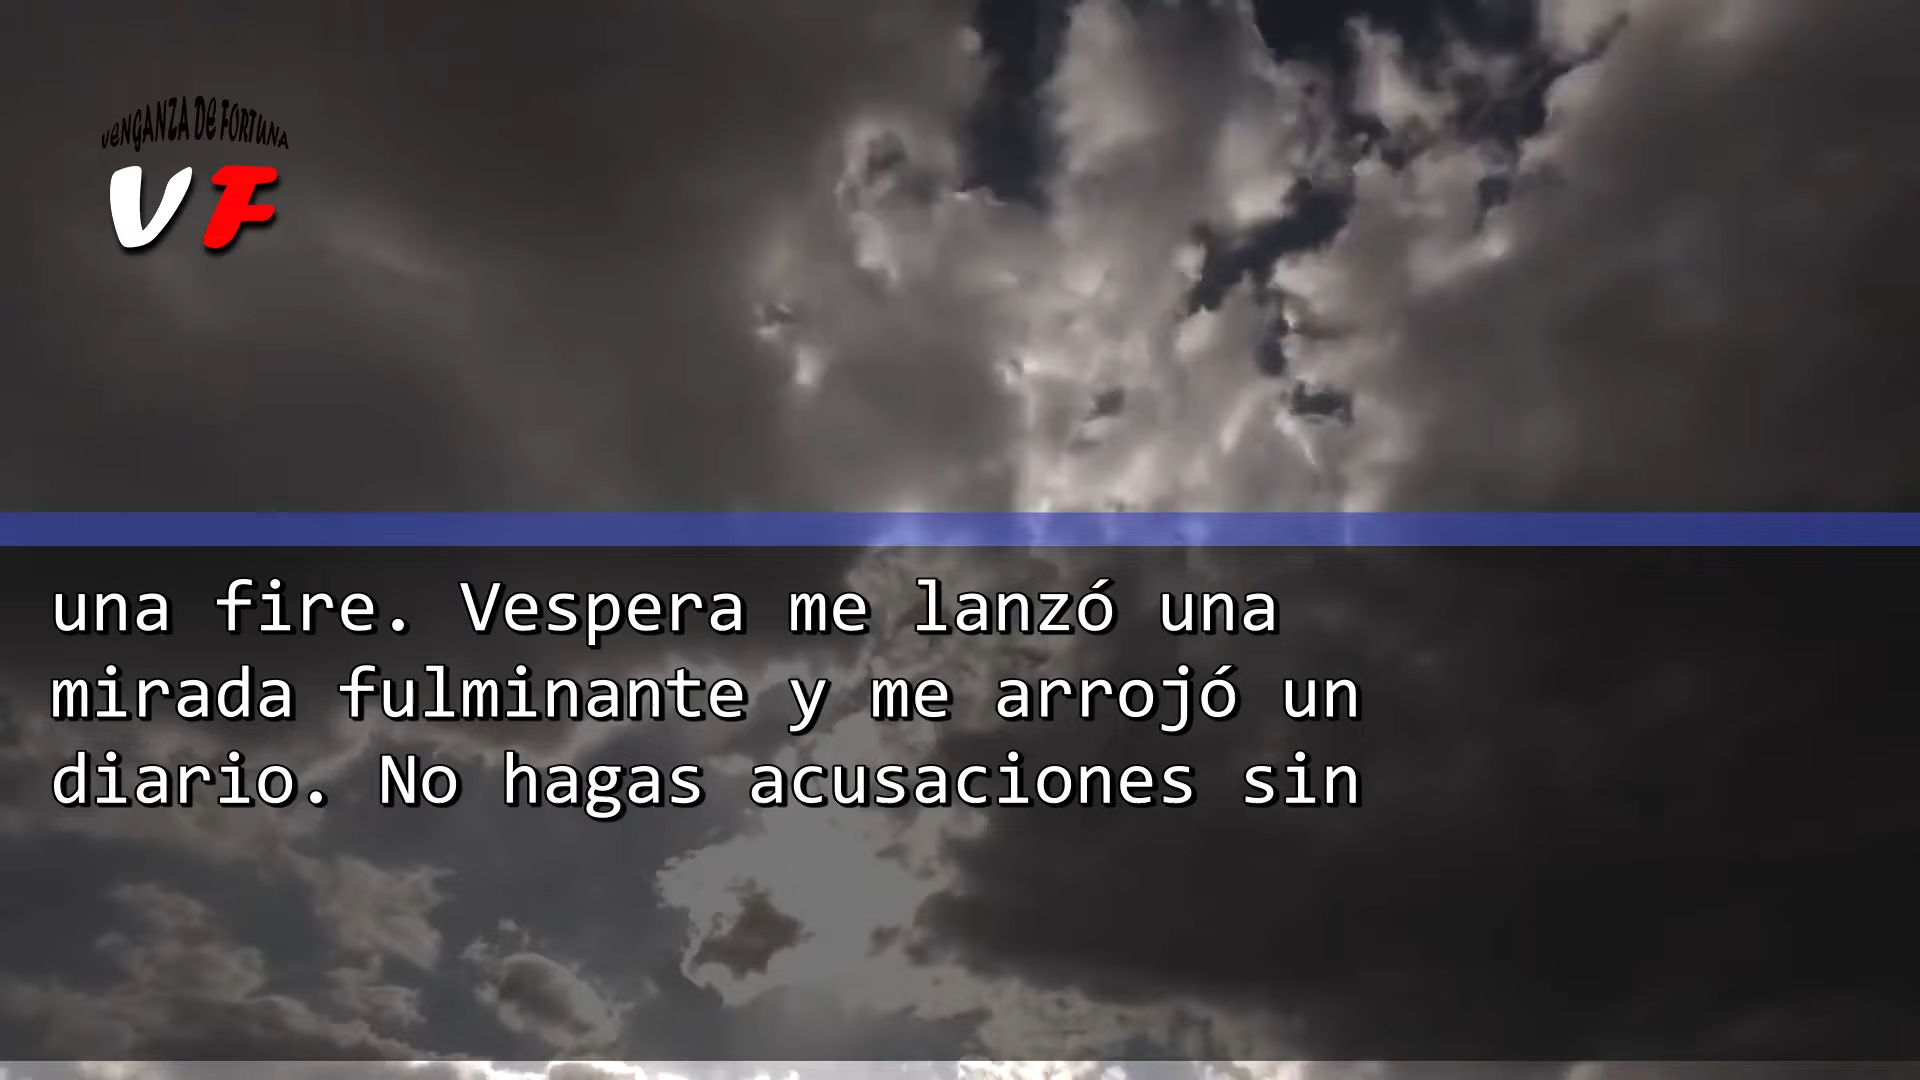 VENGANZA DE FORTUNA
VF
una fire. Vespera me lanzó una
mirada fulminante y me arrojó un
diario. No hagas acusaciones sin